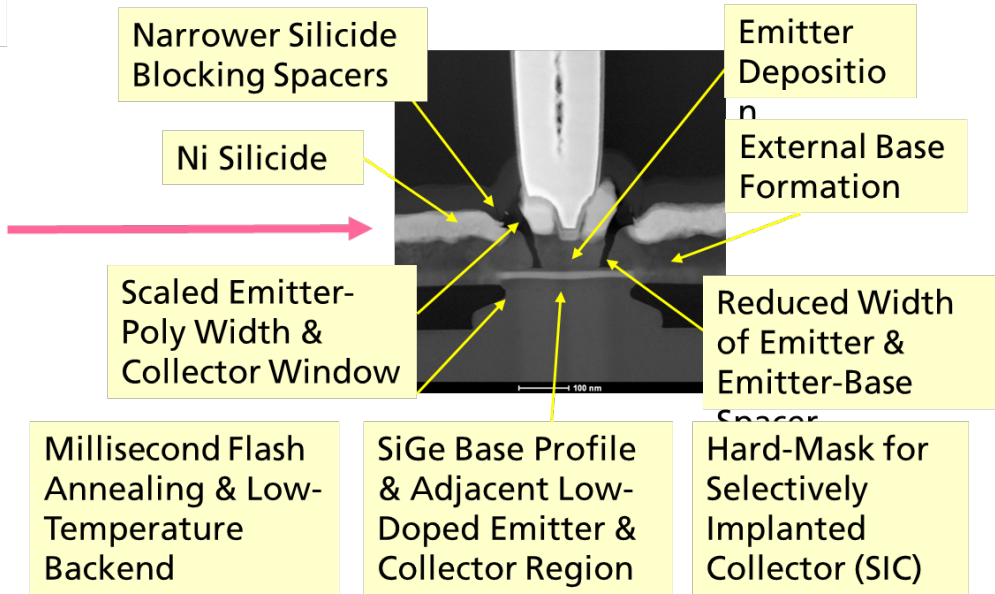 Narrower Silicide
Blocking Spacers
Emitter
Depositio
n
Ni Silicide
External Base
Formation
Scaled Emitter-
Poly Width &
Collector Window
Reduced Width
of Emitter &
Emitter-Base
Spacer
100 nm
Millisecond Flash
Annealing & Low-
Temperature
Backend
SiGe Base Profile
& Adjacent Low-
Doped Emitter &
Collector Region
Hard-Mask for
Selectively
Implanted
Collector (SIC)